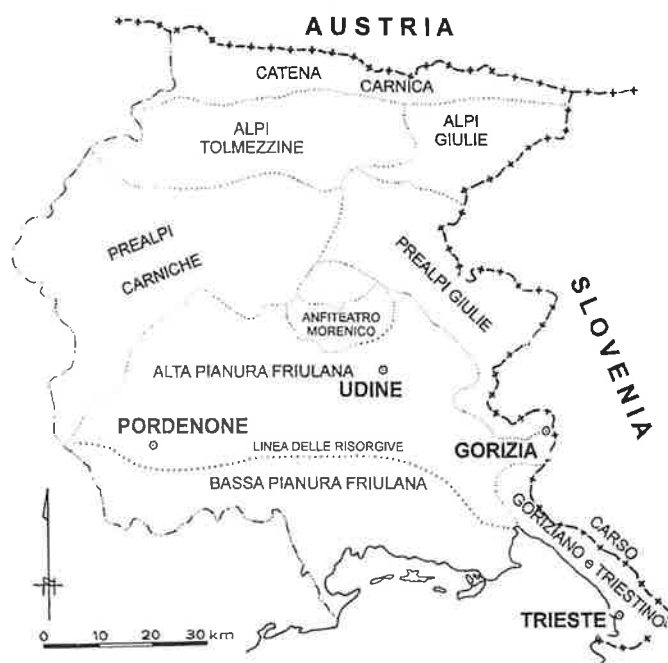 AUSTRIA
CATENA
CARNICA
ALPI
TOLMEZZINE
ALPI
GIULIE
PREALPI
CARNICHE
PREALPI GIULIE
SLOVENIA
ANFITEATRO
MORENICO
ALTA PIANURA FRIULANA
UDINE
PORDENONE
LINEA DELLE RISORGIVE
GORIZIA
BASSA PIANURA FRIULANA
CARSO
GORIZIANO e TRIESTINO
TRIESTE
0 10 20 30 km